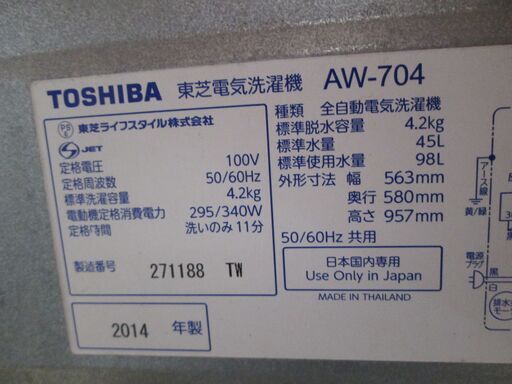 TOSHIBA 東芝電気洗濯機 AW-704
PS
E
東芝ライフスタイル株式会社
JET
定格電圧 100V
定格周波数 50/60Hz
標準洗濯容量 4.2kg
電動機定格消費電力 295/340W
定格時間 洗いのみ11分
製造番号 271188 TW
2014 年製
種類 全自動電気洗濯機
標準脱水容量 4.2kg
標準水量 45L
標準使用水量 98L
外形寸法 幅 563mm
奥行 580mm
高さ 957mm
50/60Hz 共用
日本国内専用
Use Only in Japan
MADE IN THAILAND
アース線
黄/緑
電源
プラグ
黒
白